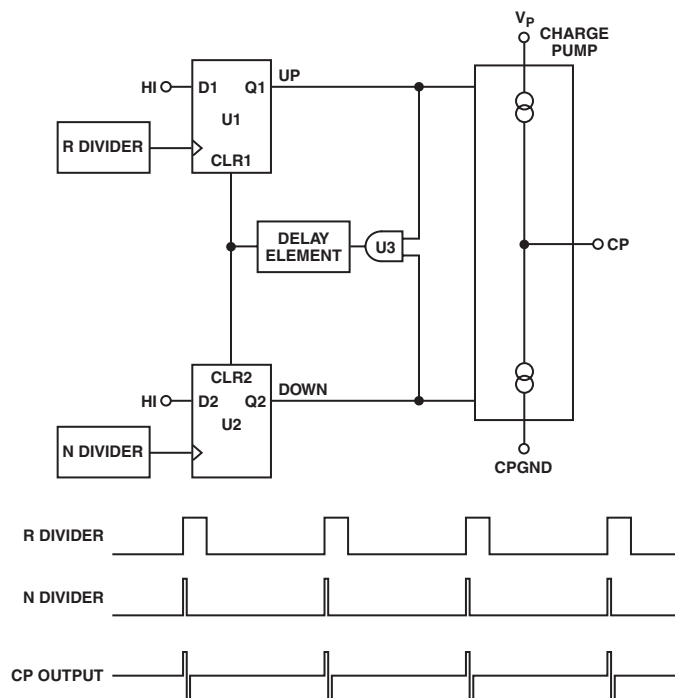 VP
CHARGE
PUMP
UP
HI
D1
Q1
U1
R DIVIDER
CLR1
DELAY
ELEMENT
U3
CP
CLR2
DOWN
HI
D2
Q2
U2
N DIVIDER
CPGND
R DIVIDER
N DIVIDER
CP OUTPUT